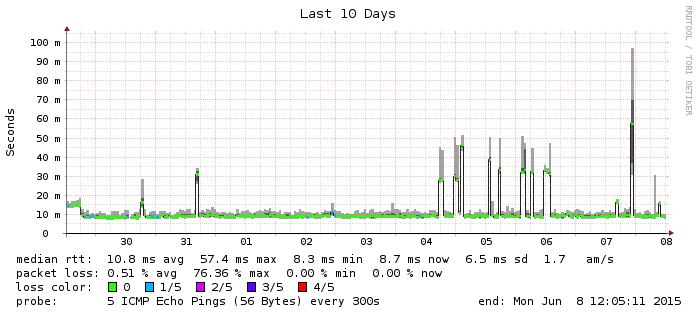 Last 10 Days
RRDTOOL / TOBI OETIKER
Seconds
100 m
90 m
80 m
70 m
60 m
50 m
40 m
30 m
20 m
10 m
0
30 31 01 02 03 04 05 06 07 08
median rtt: 10.8 ms avg 57.4 ms max 8.3 ms min 8.7 ms now 6.5 ms sd 1.7 am/s
packet loss: 0.51 % avg 76.36 % max 0.00 % min 0.00 % now
loss color: 0 1/5 2/5 3/5 4/5
probe: 5 ICMP Echo Pings (56 Bytes) every 300s end: Mon Jun 8 12:05:11 2015